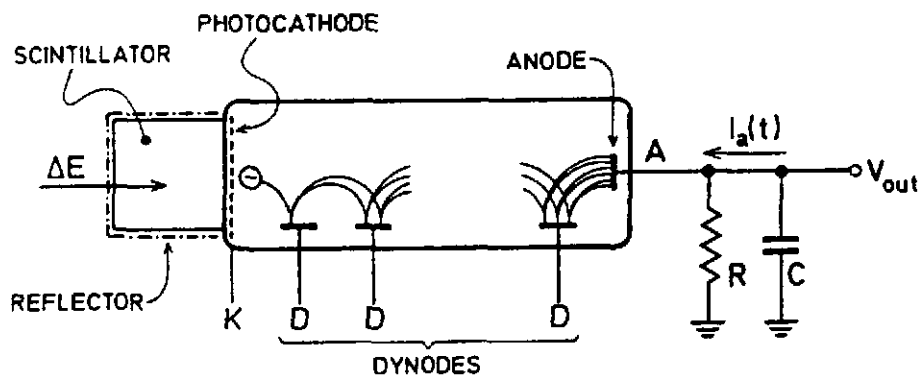 PHOTOCATHODE
SCINTILLATOR
ANODE
I_a(t)
A
ΔE
−
V_out
R
C
REFLECTOR
K
D
D
D
DYNODES